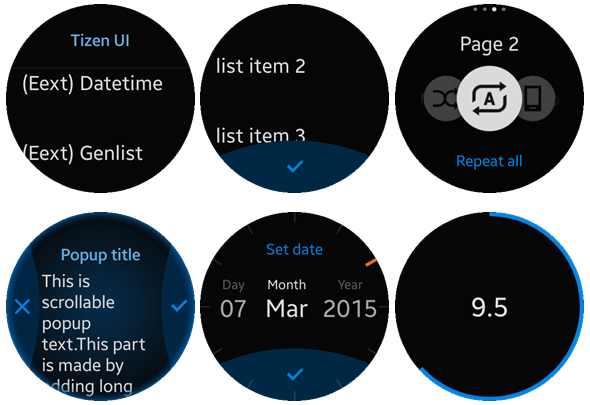 Tizen UI
(Eext) Datetime
(Eext) Genlist
list item 2
list item 3
Page 2
A
Repeat all
Popup title
This is
scrollable
popup
text.This part
is made by
adding long
Set date
Day Month Year
07 Mar 2015
9.5